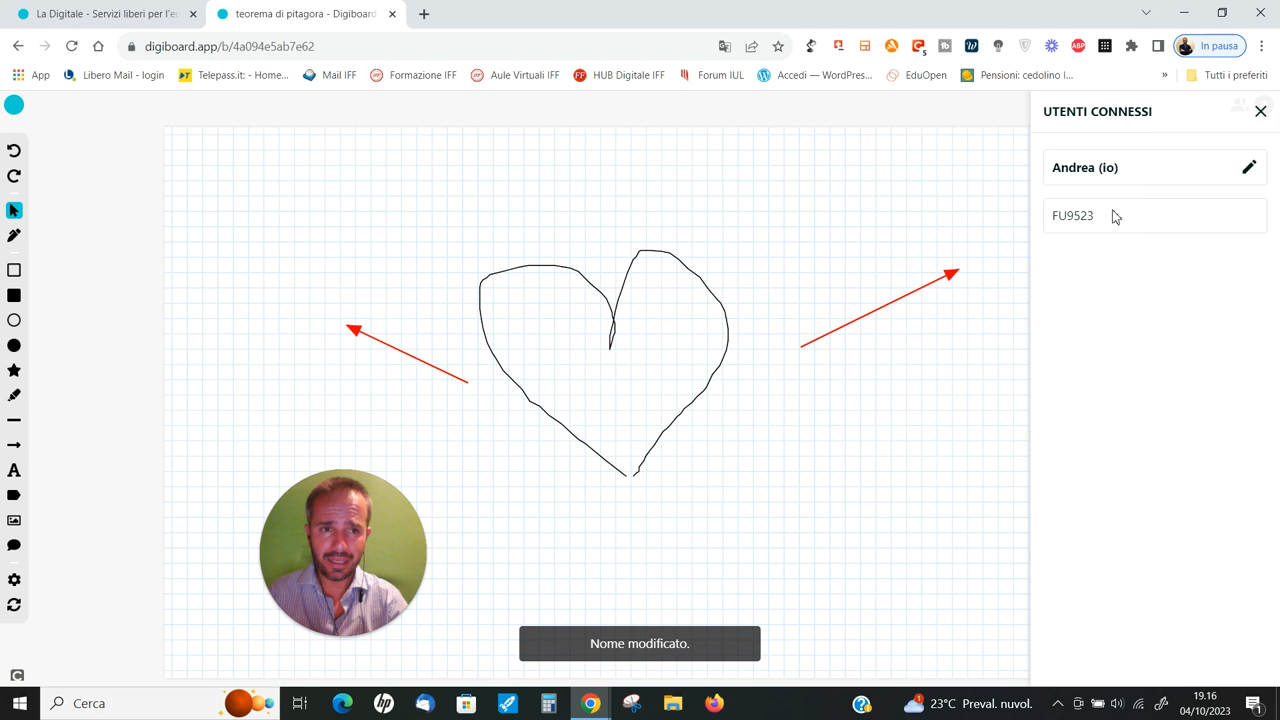 La Digitale - Servizi liberi per l'e
teorema di pitagora - Digiboard
digiboard.app/b/4a094e5ab7e62
5
ABP
In pausa
App
Libero Mail - login
Telepass.it: - Home...
Mail IFF
Formazione IFF
Aule Virtuali IFF
HUB Digitale IFF
Forum IUL
Accedi — WordPres...
EduOpen
Pensioni: cedolino I...
»
Tutti i preferiti
UTENTI CONNESSI
Andrea (io)
FU9523
Nome modificato.
Cerca
23°C Preval. nuvol.
19.16
04/10/2023